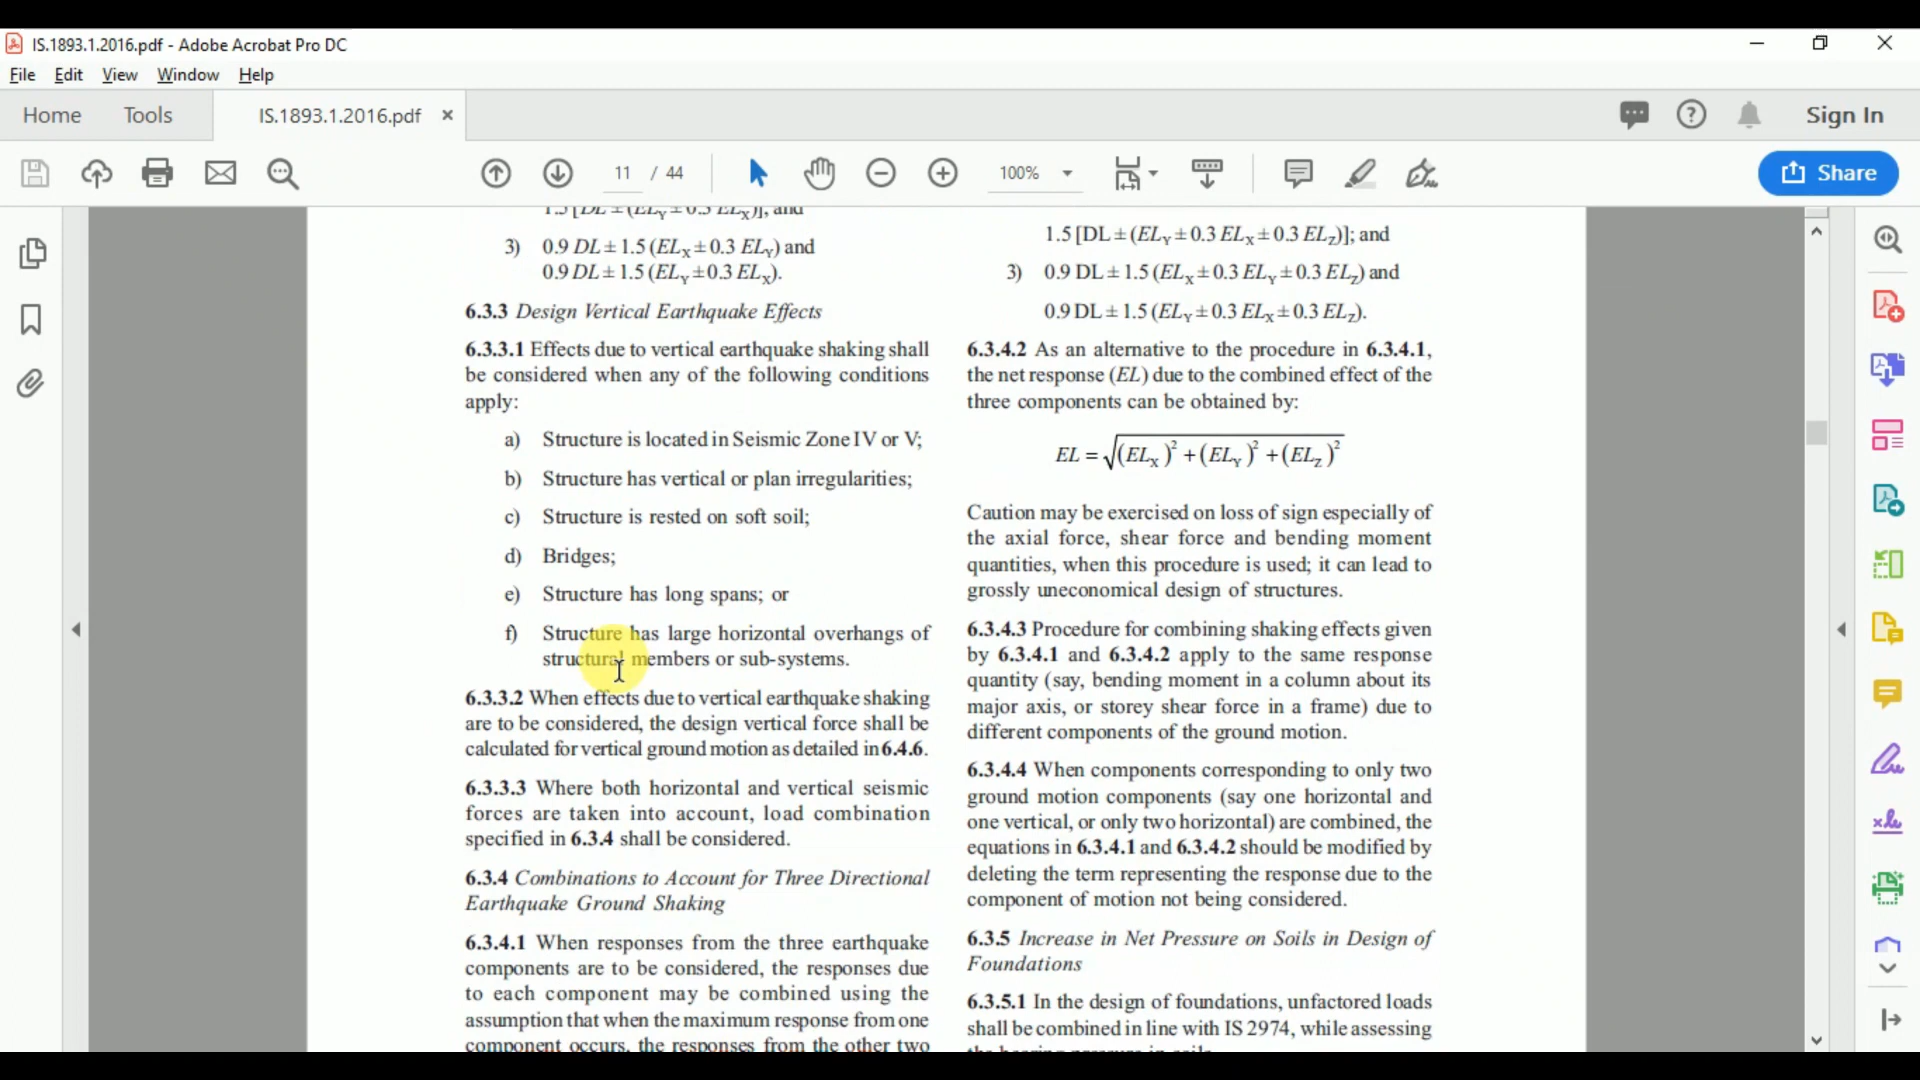 IS.1893.1.2016.pdf - Adobe Acrobat Pro DC
File Edit View Window Help
Home Tools IS.1893.1.2016.pdf × Sign In
11 / 44 100% Share
1.5 [DL ± (ELY ± 0.3 ELX)], and
3) 0.9 DL ± 1.5 (ELX ± 0.3 ELY) and
0.9 DL ± 1.5 (ELY ± 0.3 ELX).
6.3.3 Design Vertical Earthquake Effects
6.3.3.1 Effects due to vertical earthquake shaking shall
be considered when any of the following conditions
apply:
a) Structure is located in Seismic Zone IV or V;
b) Structure has vertical or plan irregularities;
c) Structure is rested on soft soil;
d) Bridges;
e) Structure has long spans; or
f) Structure has large horizontal overhangs of
structural members or sub-systems.
6.3.3.2 When effects due to vertical earthquake shaking
are to be considered, the design vertical force shall be
calculated for vertical ground motion as detailed in 6.4.6.
6.3.3.3 Where both horizontal and vertical seismic
forces are taken into account, load combination
specified in 6.3.4 shall be considered.
6.3.4 Combinations to Account for Three Directional
Earthquake Ground Shaking
6.3.4.1 When responses from the three earthquake
components are to be considered, the responses due
to each component may be combined using the
assumption that when the maximum response from one
component occurs, the responses from the other two
1.5 [DL ± (ELY ± 0.3 ELX ± 0.3 ELZ)]; and
3) 0.9 DL ± 1.5 (ELX ± 0.3 ELY ± 0.3 ELZ) and
0.9 DL ± 1.5 (ELY ± 0.3 ELX ± 0.3 ELZ).
6.3.4.2 As an alternative to the procedure in 6.3.4.1,
the net response (EL) due to the combined effect of the
three components can be obtained by:
EL = √(ELX)² + (ELY)² + (ELZ)²
Caution may be exercised on loss of sign especially of
the axial force, shear force and bending moment
quantities, when this procedure is used; it can lead to
grossly uneconomical design of structures.
6.3.4.3 Procedure for combining shaking effects given
by 6.3.4.1 and 6.3.4.2 apply to the same response
quantity (say, bending moment in a column about its
major axis, or storey shear force in a frame) due to
different components of the ground motion.
6.3.4.4 When components corresponding to only two
ground motion components (say one horizontal and
one vertical, or only two horizontal) are combined, the
equations in 6.3.4.1 and 6.3.4.2 should be modified by
deleting the term representing the response due to the
component of motion not being considered.
6.3.5 Increase in Net Pressure on Soils in Design of
Foundations
6.3.5.1 In the design of foundations, unfactored loads
shall be combined in line with IS 2974, while assessing